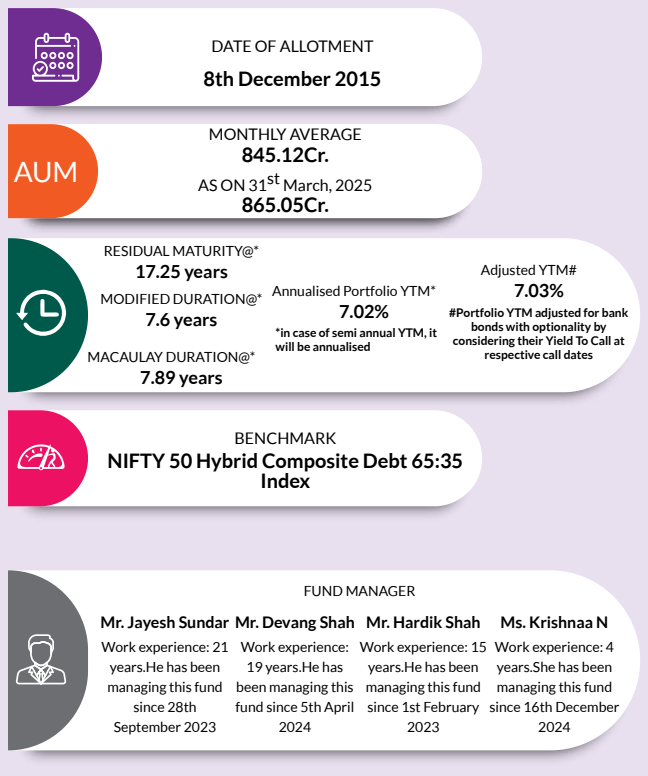 DATE OF ALLOTMENT
8th December 2015
AUM
MONTHLY AVERAGE
845.12Cr.
AS ON 31st March, 2025
865.05Cr.
RESIDUAL MATURITY@*
17.25 years
MODIFIED DURATION@*
7.6 years
MACAULAY DURATION@*
7.89 years
Annualised Portfolio YTM*
7.02%
*in case of semi annual YTM, it
will be annualised
Adjusted YTM#
7.03%
#Portfolio YTM adjusted for bank
bonds with optionality by
considering their Yield To Call at
respective call dates
BENCHMARK
NIFTY 50 Hybrid Composite Debt 65:35
Index
FUND MANAGER
Mr. Jayesh Sundar
Work experience: 21
years.He has been
managing this fund
since 28th
September 2023
Mr. Devang Shah
Work experience:
19 years.He has
been managing this
fund since 5th April
2024
Mr. Hardik Shah
Work experience: 15
years.He has been
managing this fund
since 1st February
2023
Ms. Krishnaa N
Work experience: 4
years.She has been
managing this fund
since 16th December
2024